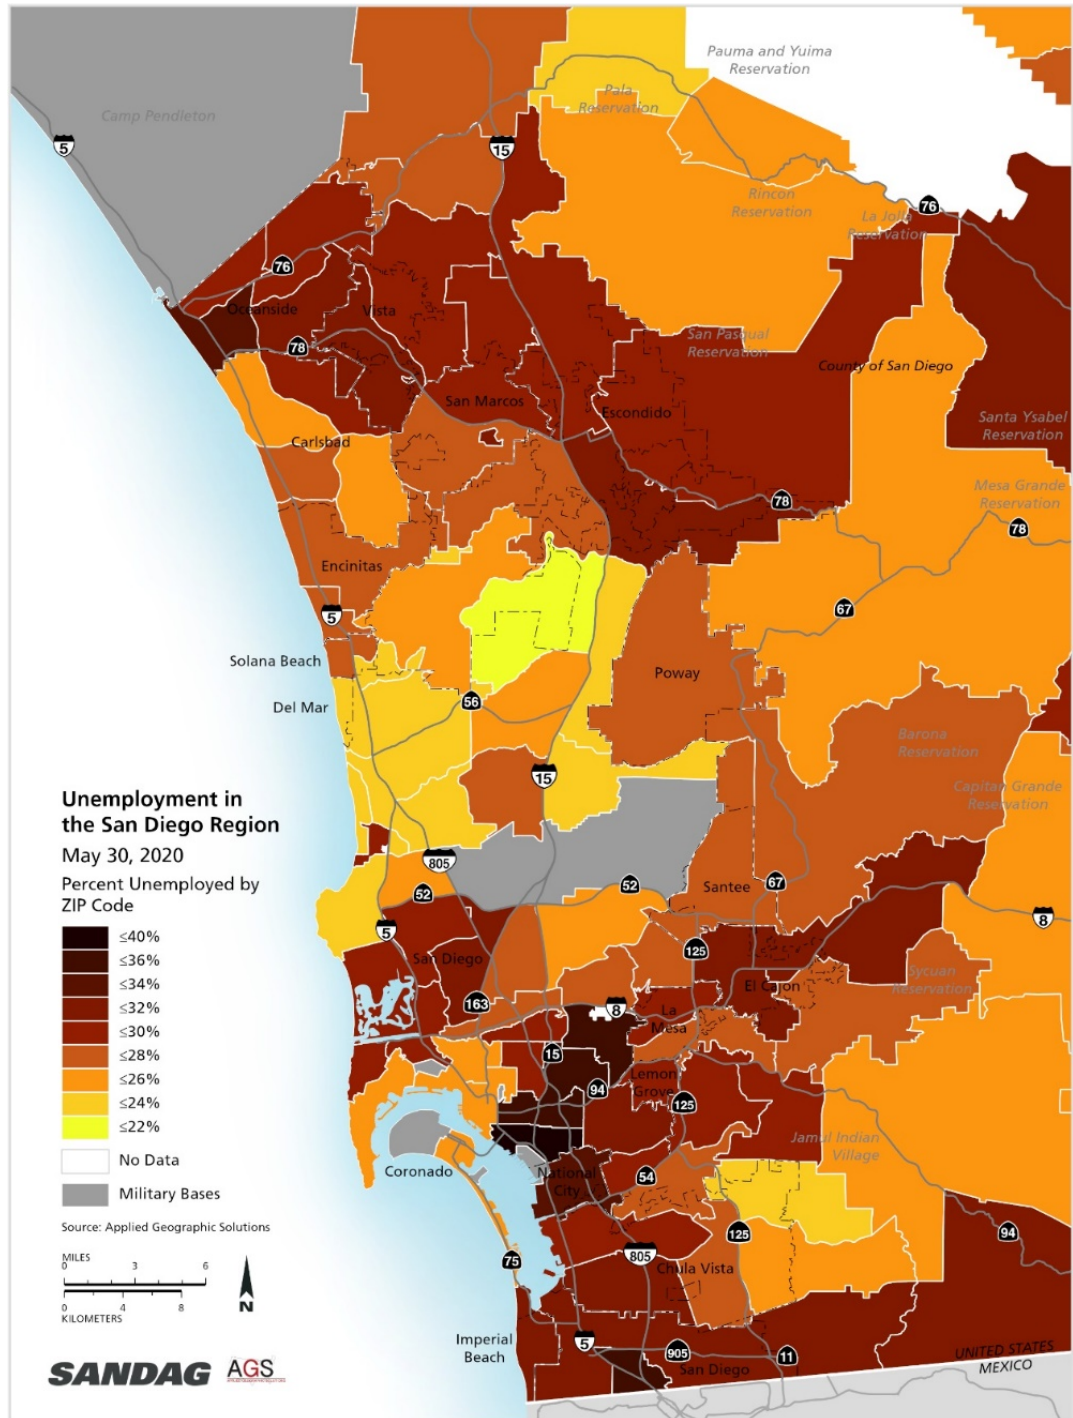 Pauma and Yuima
Reservation
Camp Pendleton
Pala
Reservation
5
15
Rincon
Reservation
76
La Jolla
Reservation
76
Oceanside
Vista
78
San Pasqual
Reservation
County of San Diego
San Marcos
Escondido
Santa Ysabel
Reservation
Carlsbad
78
Mesa Grande
Reservation
78
Encinitas
5
67
Solana Beach
Poway
Del Mar
56
Barona
Reservation
15
Capitan Grande
Reservation
Unemployment in
the San Diego Region
May 30, 2020
Percent Unemployed by
ZIP Code
≤40%
≤36%
≤34%
≤32%
≤30%
≤28%
≤26%
≤24%
≤22%
No Data
Military Bases
Source: Applied Geographic Solutions
MILES
0 3 6
0 4 8
KILOMETERS
N
SANDAG
AGS
805
52
52
Santee
67
8
5
San Diego
125
El Cajon
Sycuan
Reservation
163
8
La
Mesa
15
94
Lemon
Grove
125
Jamul Indian
Village
Coronado
National
City
54
125
94
75
805
Chula Vista
Imperial
Beach
5
905
San Diego
11
UNITED STATES
MEXICO